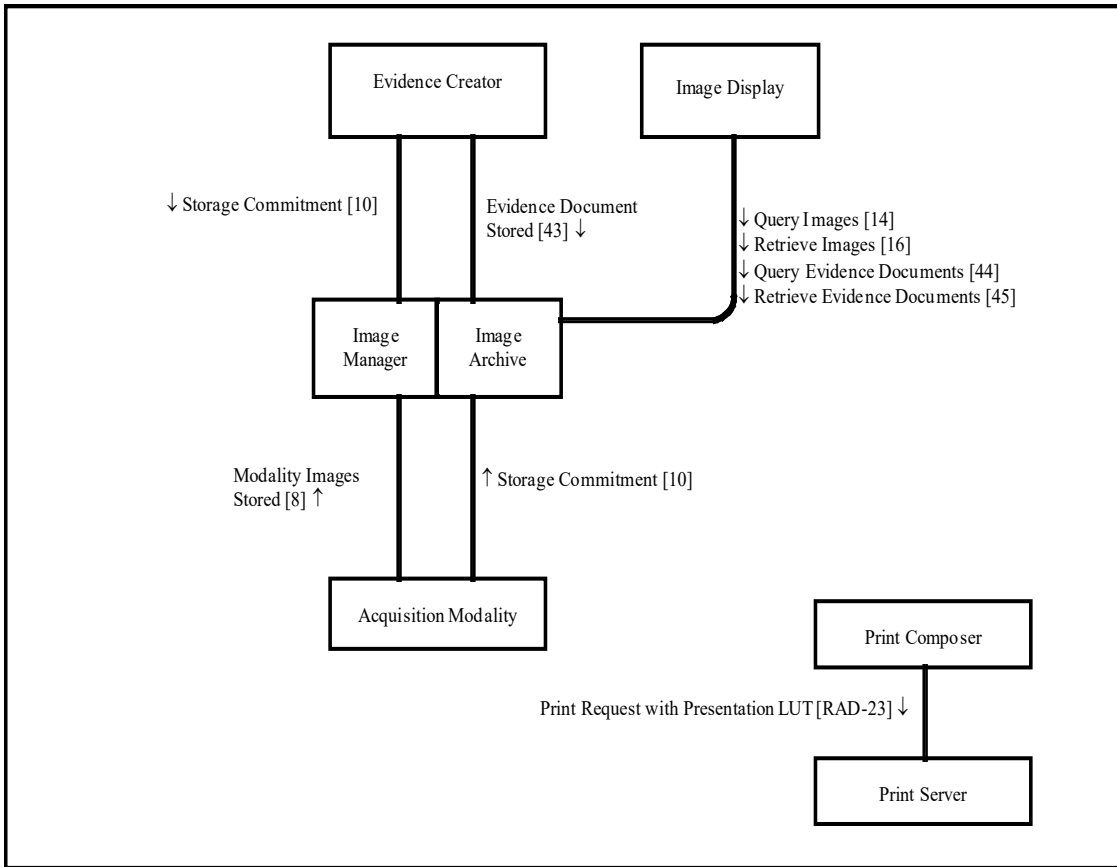 Evidence Creator
Image Display
↓ Storage Commitment [10]
Evidence Document
Stored [43] ↓
↓ Query Images [14]
↓ Retrieve Images [16]
↓ Query Evidence Documents [44]
↓ Retrieve Evidence Documents [45]
Image
Manager
Image
Archive
Modality Images
Stored [8] ↑
↑ Storage Commitment [10]
Acquisition Modality
Print Composer
Print Request with Presentation LUT [RAD-23] ↓
Print Server